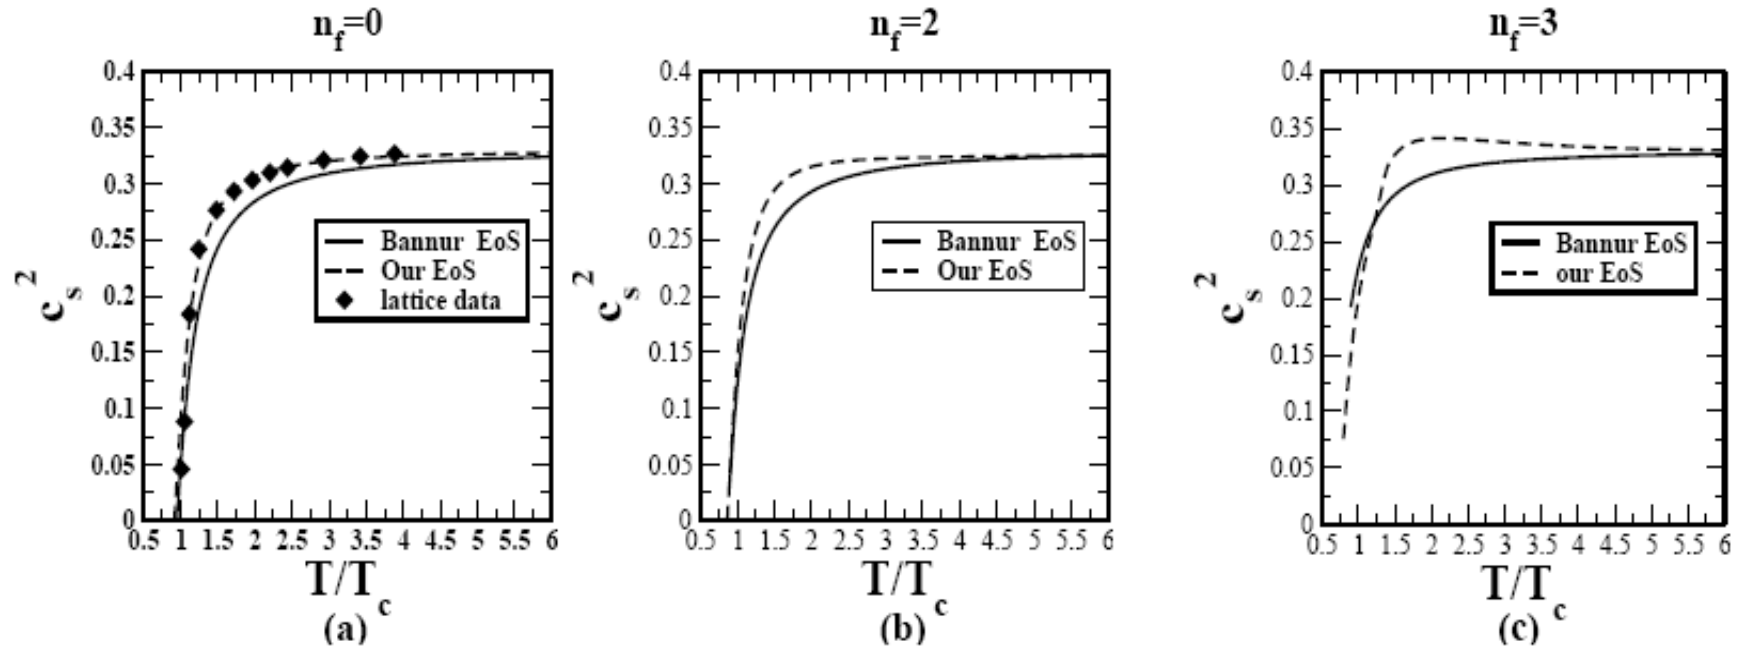 n_f=0
0.4
0.35
0.3
0.25
0.2
0.15
0.1
0.05
0
c_s^2
Bannur EoS
Our EoS
lattice data
0.5 1 1.5 2 2.5 3 3.5 4 4.5 5 5.5 6
T/T_c
(a)
n_f=2
0.4
0.35
0.3
0.25
0.2
0.15
0.1
0.05
0
c_s^2
Bannur EoS
Our EoS
0.5 1 1.5 2 2.5 3 3.5 4 4.5 5 5.5 6
T/T_c
(b)
n_f=3
0.4
0.35
0.3
0.25
0.2
0.15
0.1
0.05
0
c_s^2
Bannur EoS
our EoS
0.5 1 1.5 2 2.5 3 3.5 4 4.5 5 5.5 6
T/T_c
(c)